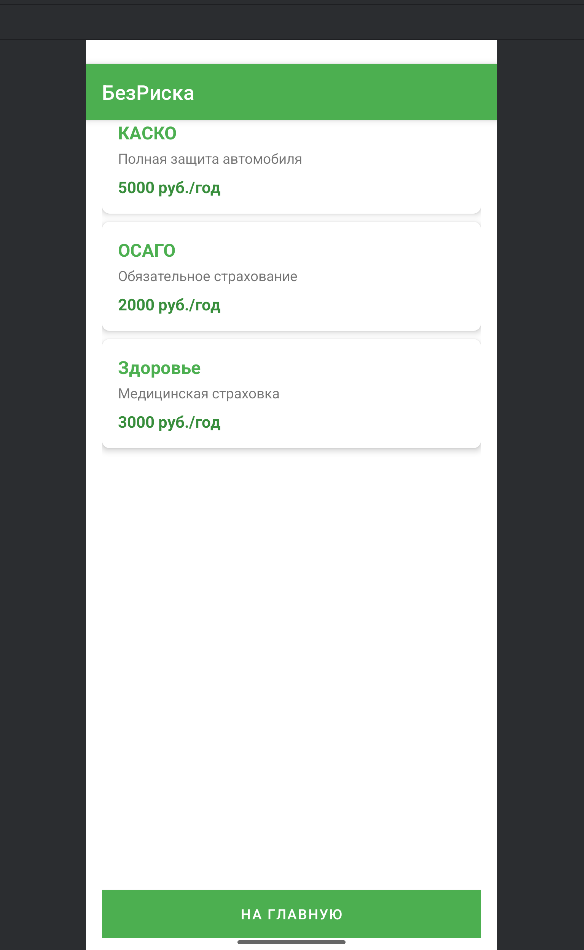 БезРиска
КАСКО
Полная защита автомобиля
5000 руб./год
ОСАГО
Обязательное страхование
2000 руб./год
Здоровье
Медицинская страховка
3000 руб./год
НА ГЛАВНУЮ